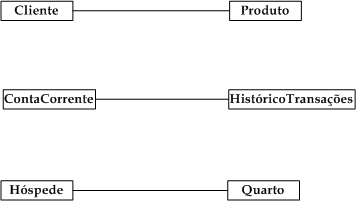 Cliente Produto
ContaCorrente HistóricoTransações
Hóspede Quarto